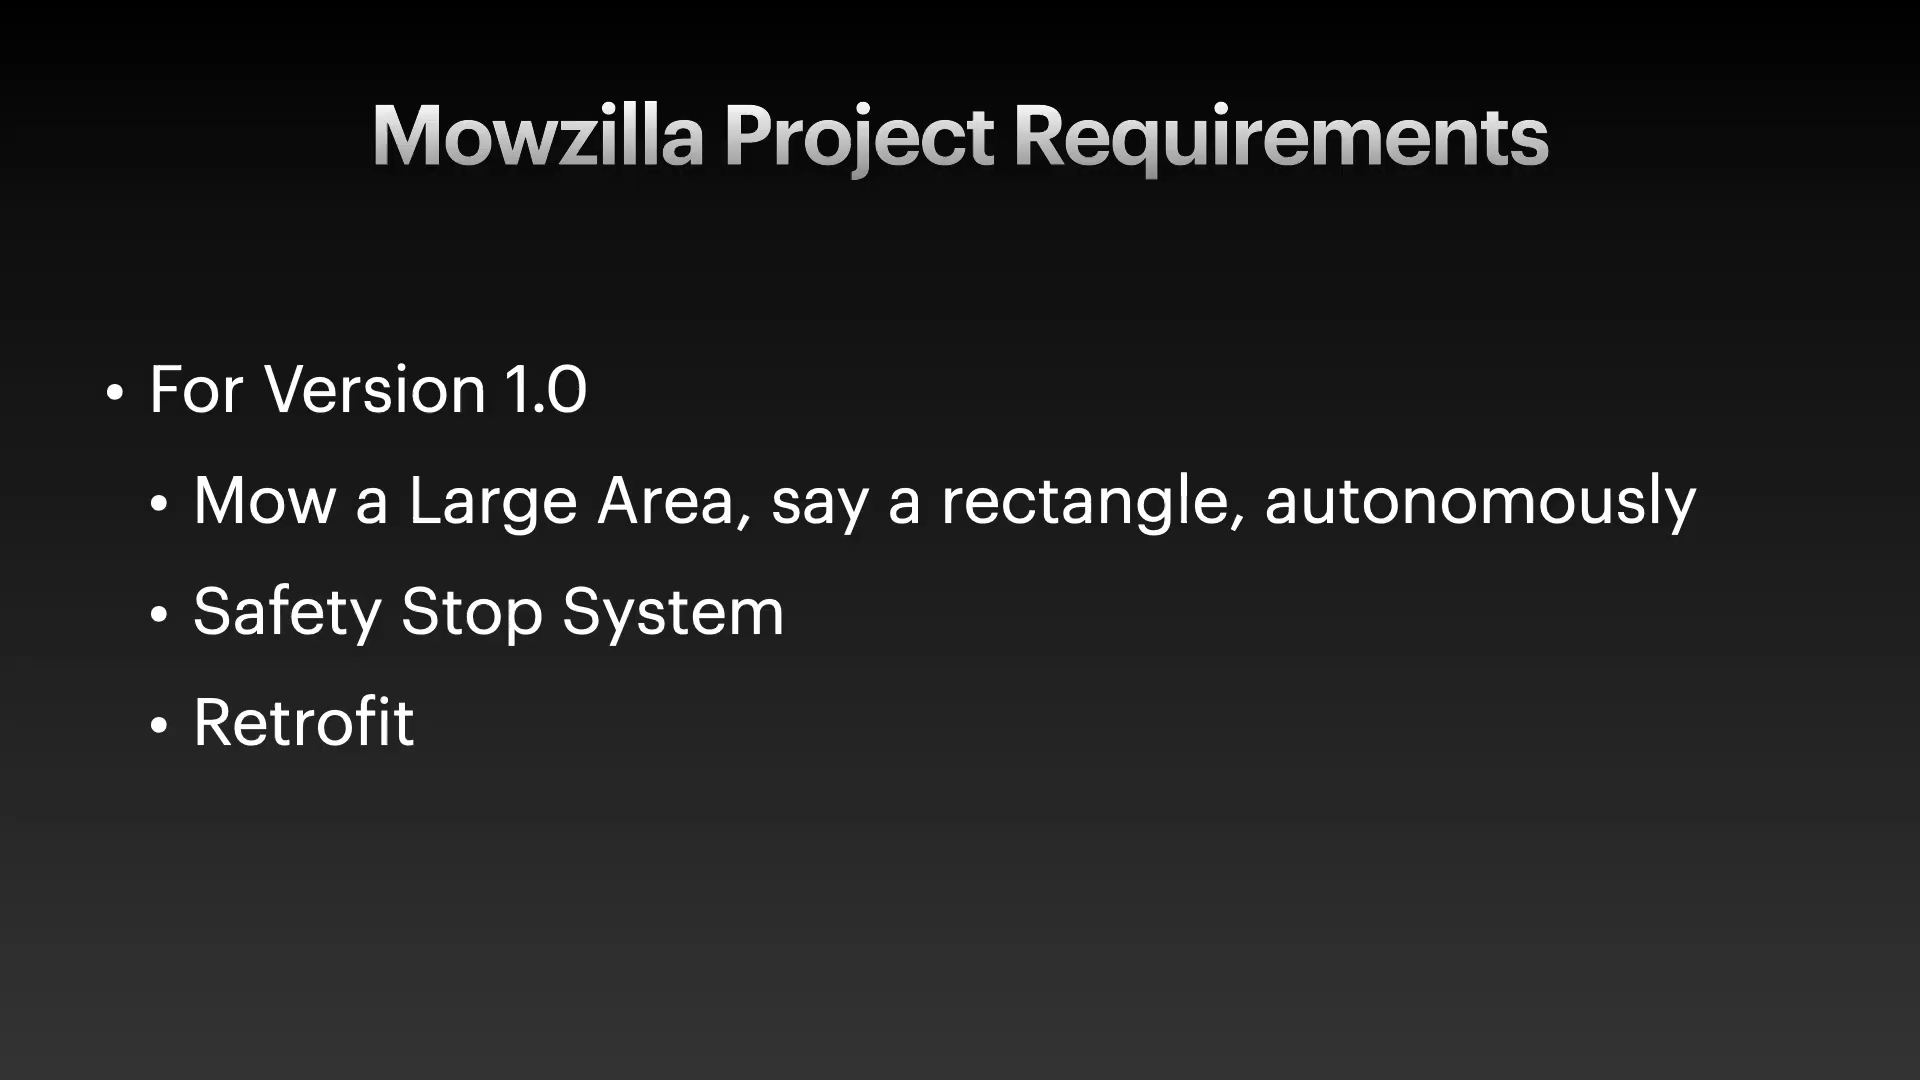 Mowzilla Project Requirements
• For Version 1.0
• Mow a Large Area, say a rectangle, autonomously
• Safety Stop System
• Retrofit